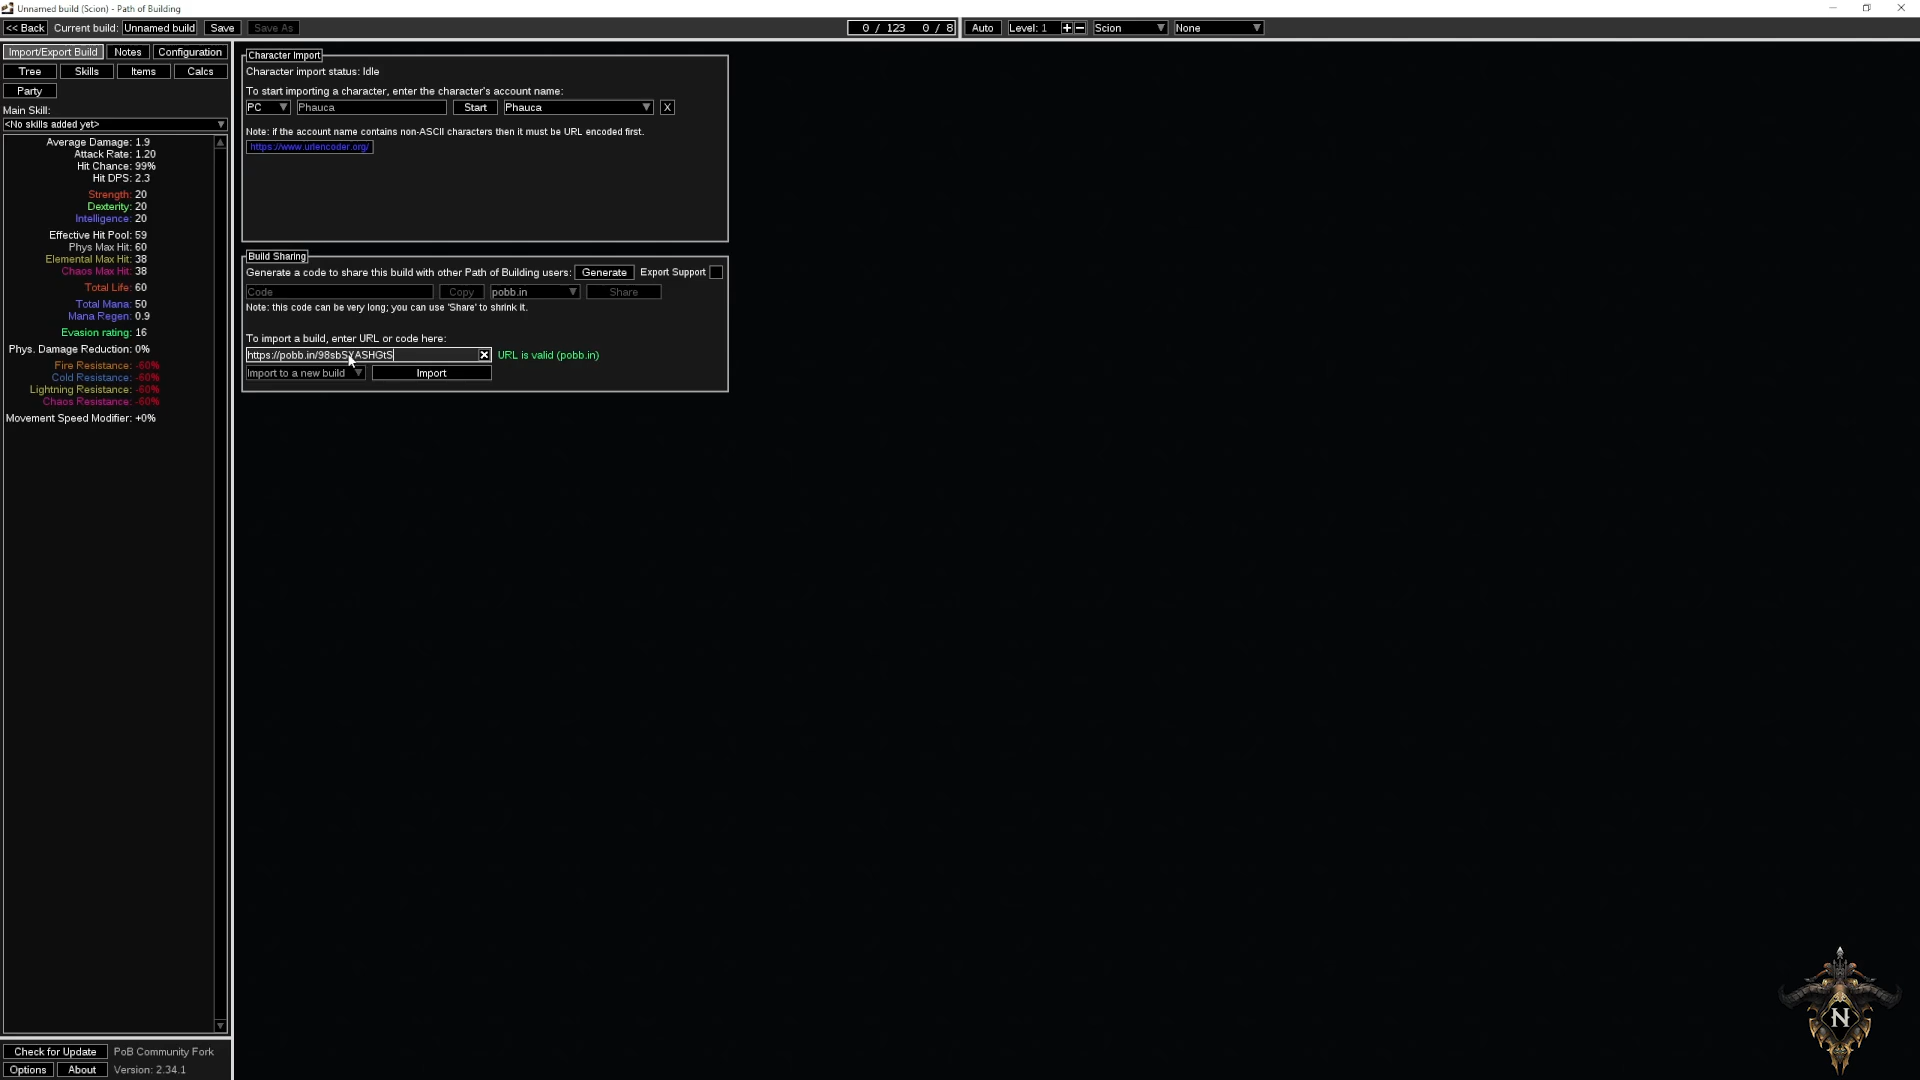 Unnamed build (Scion) - Path of Building
<< Back Current build: Unnamed build Save Save As 0 / 123 0 / 8 Auto Level: 1 + - Scion None
Import/Export Build Notes Configuration
Tree Skills Items Calcs
Party
Main Skill:
<No skills added yet>
Average Damage: 1.9
Attack Rate: 1.20
Hit Chance: 99%
Hit DPS: 2.3
Strength: 20
Dexterity: 20
Intelligence: 20
Effective Hit Pool: 59
Phys Max Hit: 60
Elemental Max Hit: 38
Chaos Max Hit: 38
Total Life: 60
Total Mana: 50
Mana Regen: 0.9
Evasion rating: 16
Phys. Damage Reduction: 0%
Fire Resistance: -60%
Cold Resistance: -60%
Lightning Resistance: -60%
Chaos Resistance: -60%
Movement Speed Modifier: +0%
Check for Update PoB Community Fork
Options About Version: 2.34.1
Character Import
Character import status: Idle
To start importing a character, enter the character's account name:
PC Phauca Start Phauca X
Note: if the account name contains non-ASCII characters then it must be URL encoded first.
https://www.urlencoder.org/
Build Sharing
Generate a code to share this build with other Path of Building users: Generate Export Support
Code Copy pobb.in Share
Note: this code can be very long; you can use 'Share' to shrink it.
To import a build, enter URL or code here:
https://pobb.in/98sbSYASHGtS URL is valid (pobb.in)
Import to a new build Import
N